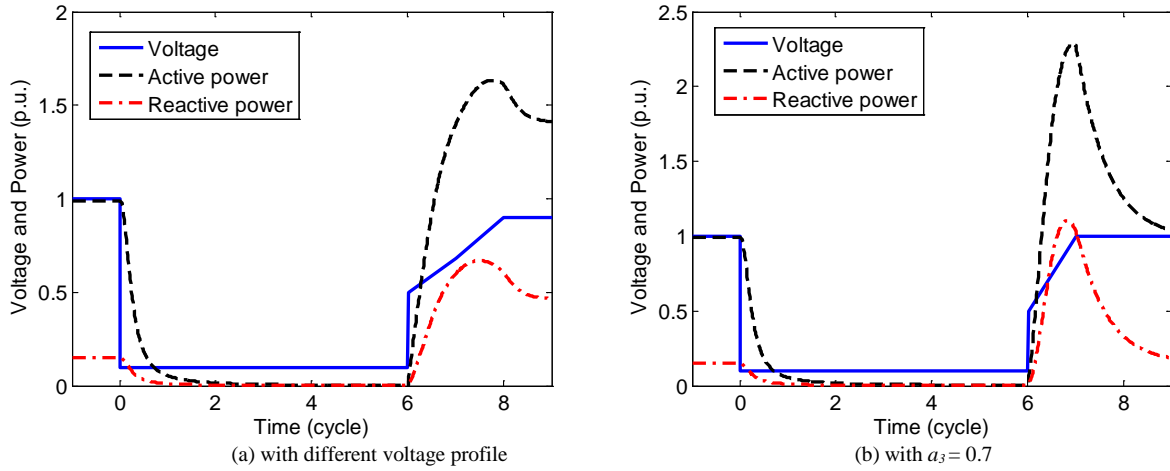 2
1.5
1
0.5
0
Voltage and Power (p.u.)
Voltage
Active power
Reactive power
0
2
4
6
8
Time (cycle)
(a) with different voltage profile
2.5
2
1.5
1
0.5
0
Voltage and Power (p.u.)
Voltage
Active power
Reactive power
0
2
4
6
8
Time (cycle)
(b) with a3 = 0.7